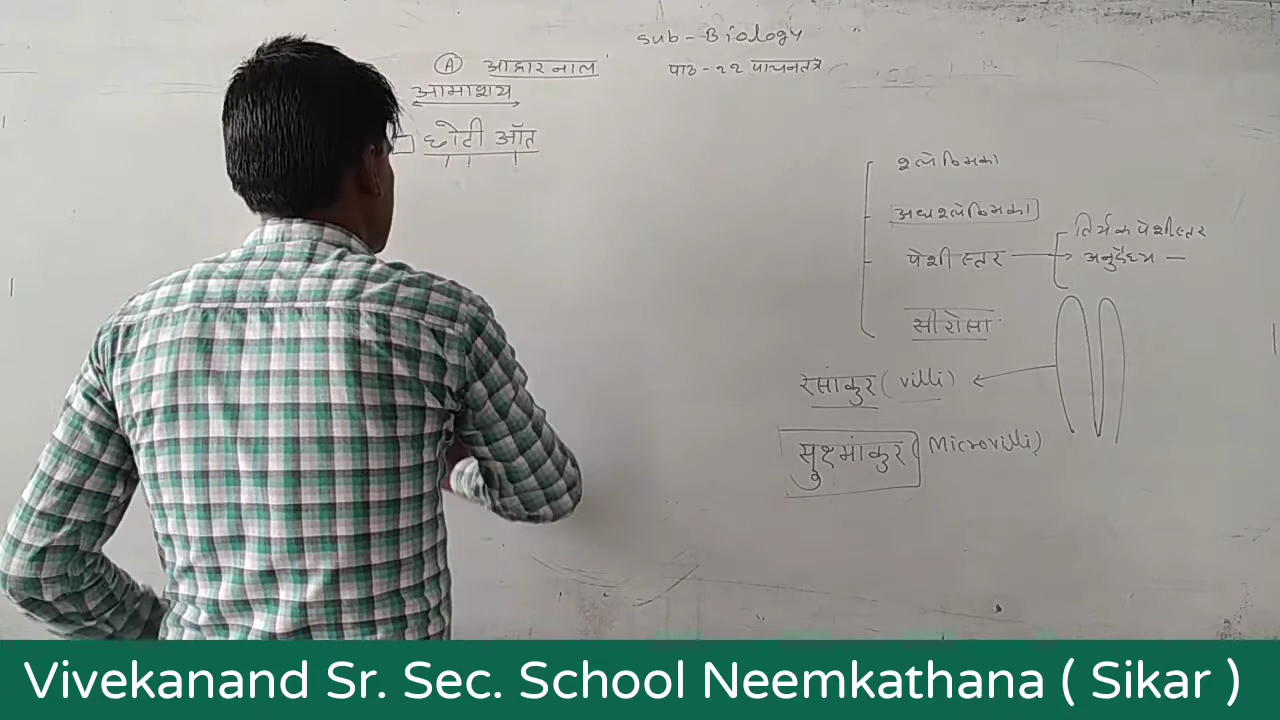 Sub - Biology
पाठ - 22 पाचनतंत्र
(A) आहारनाल
आमाशय
छोटी आँत
श्लेष्मिका
अधःश्लेष्मिका
पेशीस्तर
तिर्यक पेशीस्तर
अनुदैर्घ्य —
सीरोसा
रसांकुर (villi)
सुक्ष्मांकुर (Microvilli)
Vivekanand Sr. Sec. School Neemkathana ( Sikar )